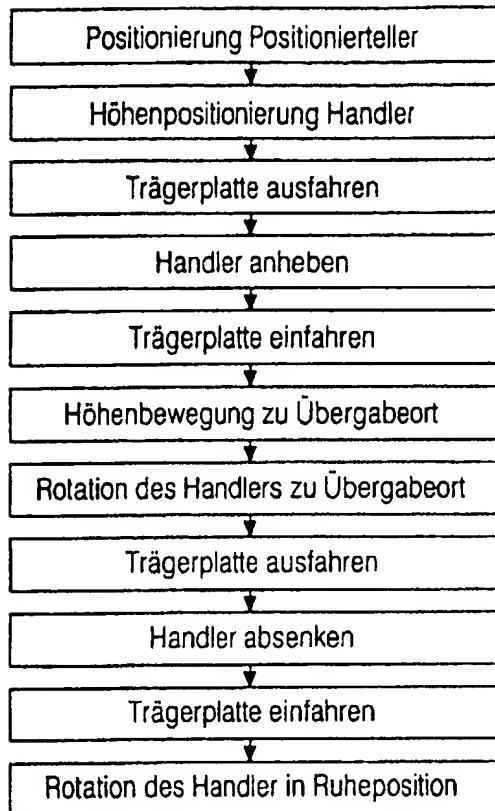 Positionierung Positionierteller
Höhenpositionierung Handler
Trägerplatte ausfahren
Handler anheben
Trägerplatte einfahren
Höhenbewegung zu Übergabeort
Rotation des Handlers zu Übergabeort
Trägerplatte ausfahren
Handler absenken
Trägerplatte einfahren
Rotation des Handler in Ruheposition